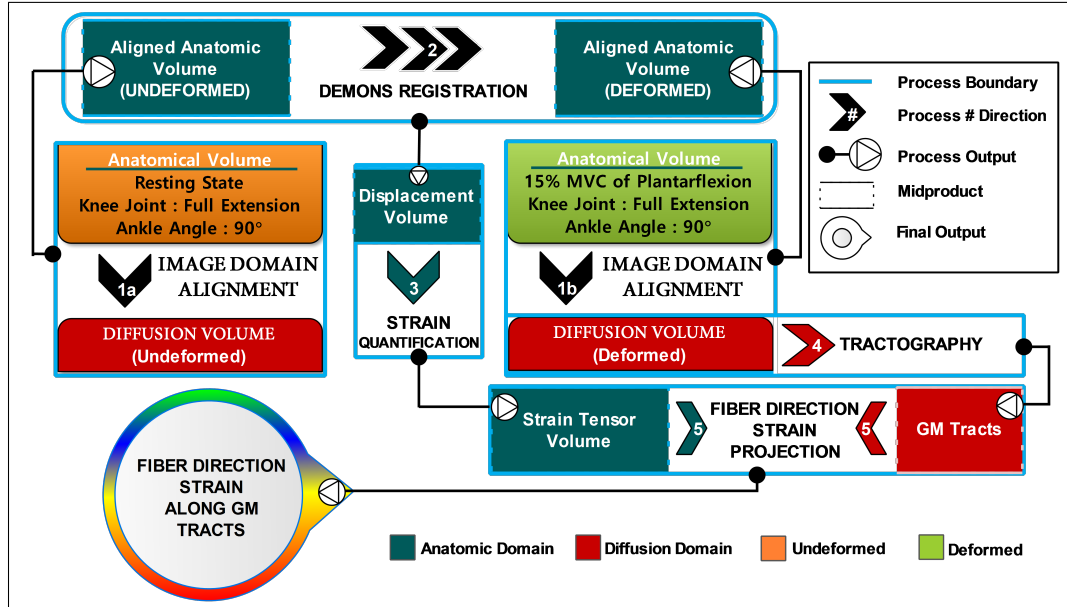 Aligned Anatomic
Volume
(UNDEFORMED)
2
DEMONS REGISTRATION
Aligned Anatomic
Volume
(DEFORMED)
Process Boundary
#
Process # Direction
Process Output
Midproduct
Final Output
Anatomical Volume
Resting State
Knee Joint : Full Extension
Ankle Angle : 90°
1a
IMAGE DOMAIN
ALIGNMENT
DIFFUSION VOLUME
(Undeformed)
Displacement
Volume
3
STRAIN
QUANTIFICATION
Anatomical Volume
15% MVC of Plantarflexion
Knee Joint : Full Extension
Ankle Angle : 90°
1b
IMAGE DOMAIN
ALIGNMENT
DIFFUSION VOLUME
(Deformed)
4
TRACTOGRAPHY
Strain Tensor
Volume
5
FIBER DIRECTION
STRAIN
PROJECTION
5
GM Tracts
FIBER DIRECTION
STRAIN
ALONG GM
TRACTS
Anatomic Domain
Diffusion Domain
Undeformed
Deformed